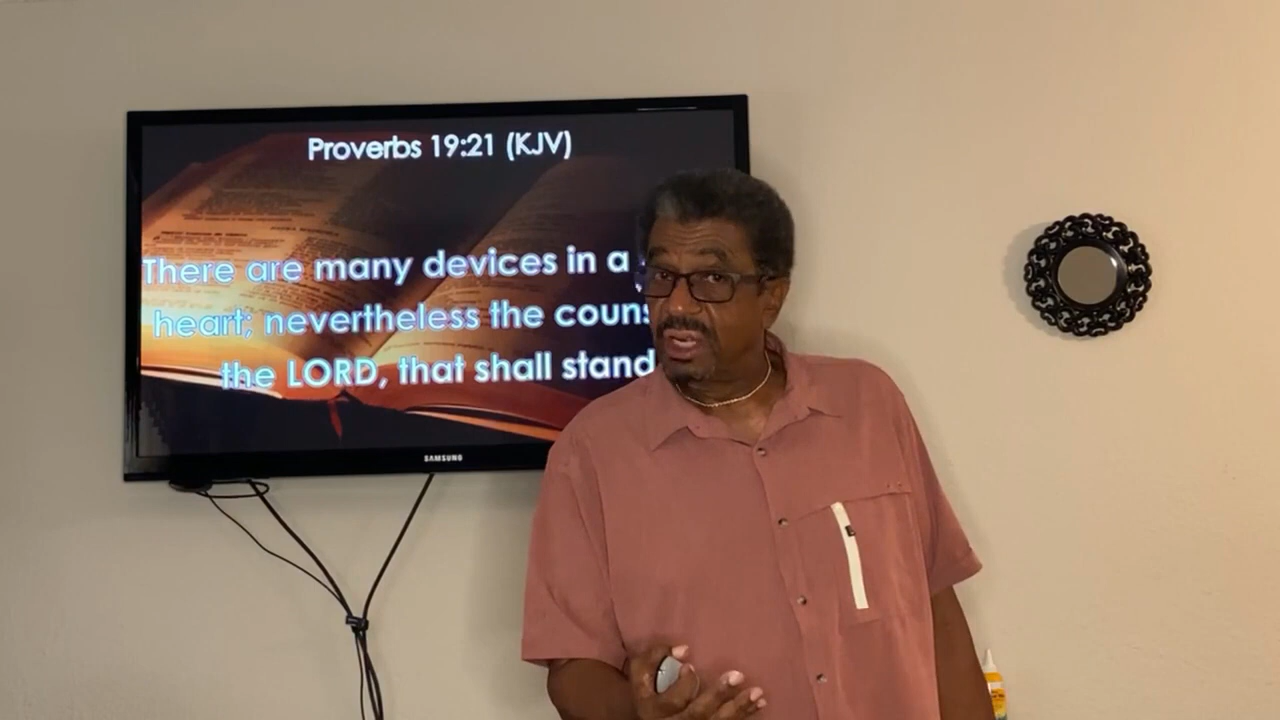 Proverbs 19:21 (KJV)
There are many devices in a
heart; nevertheless the couns
the LORD, that shall stand
SAMSUNG